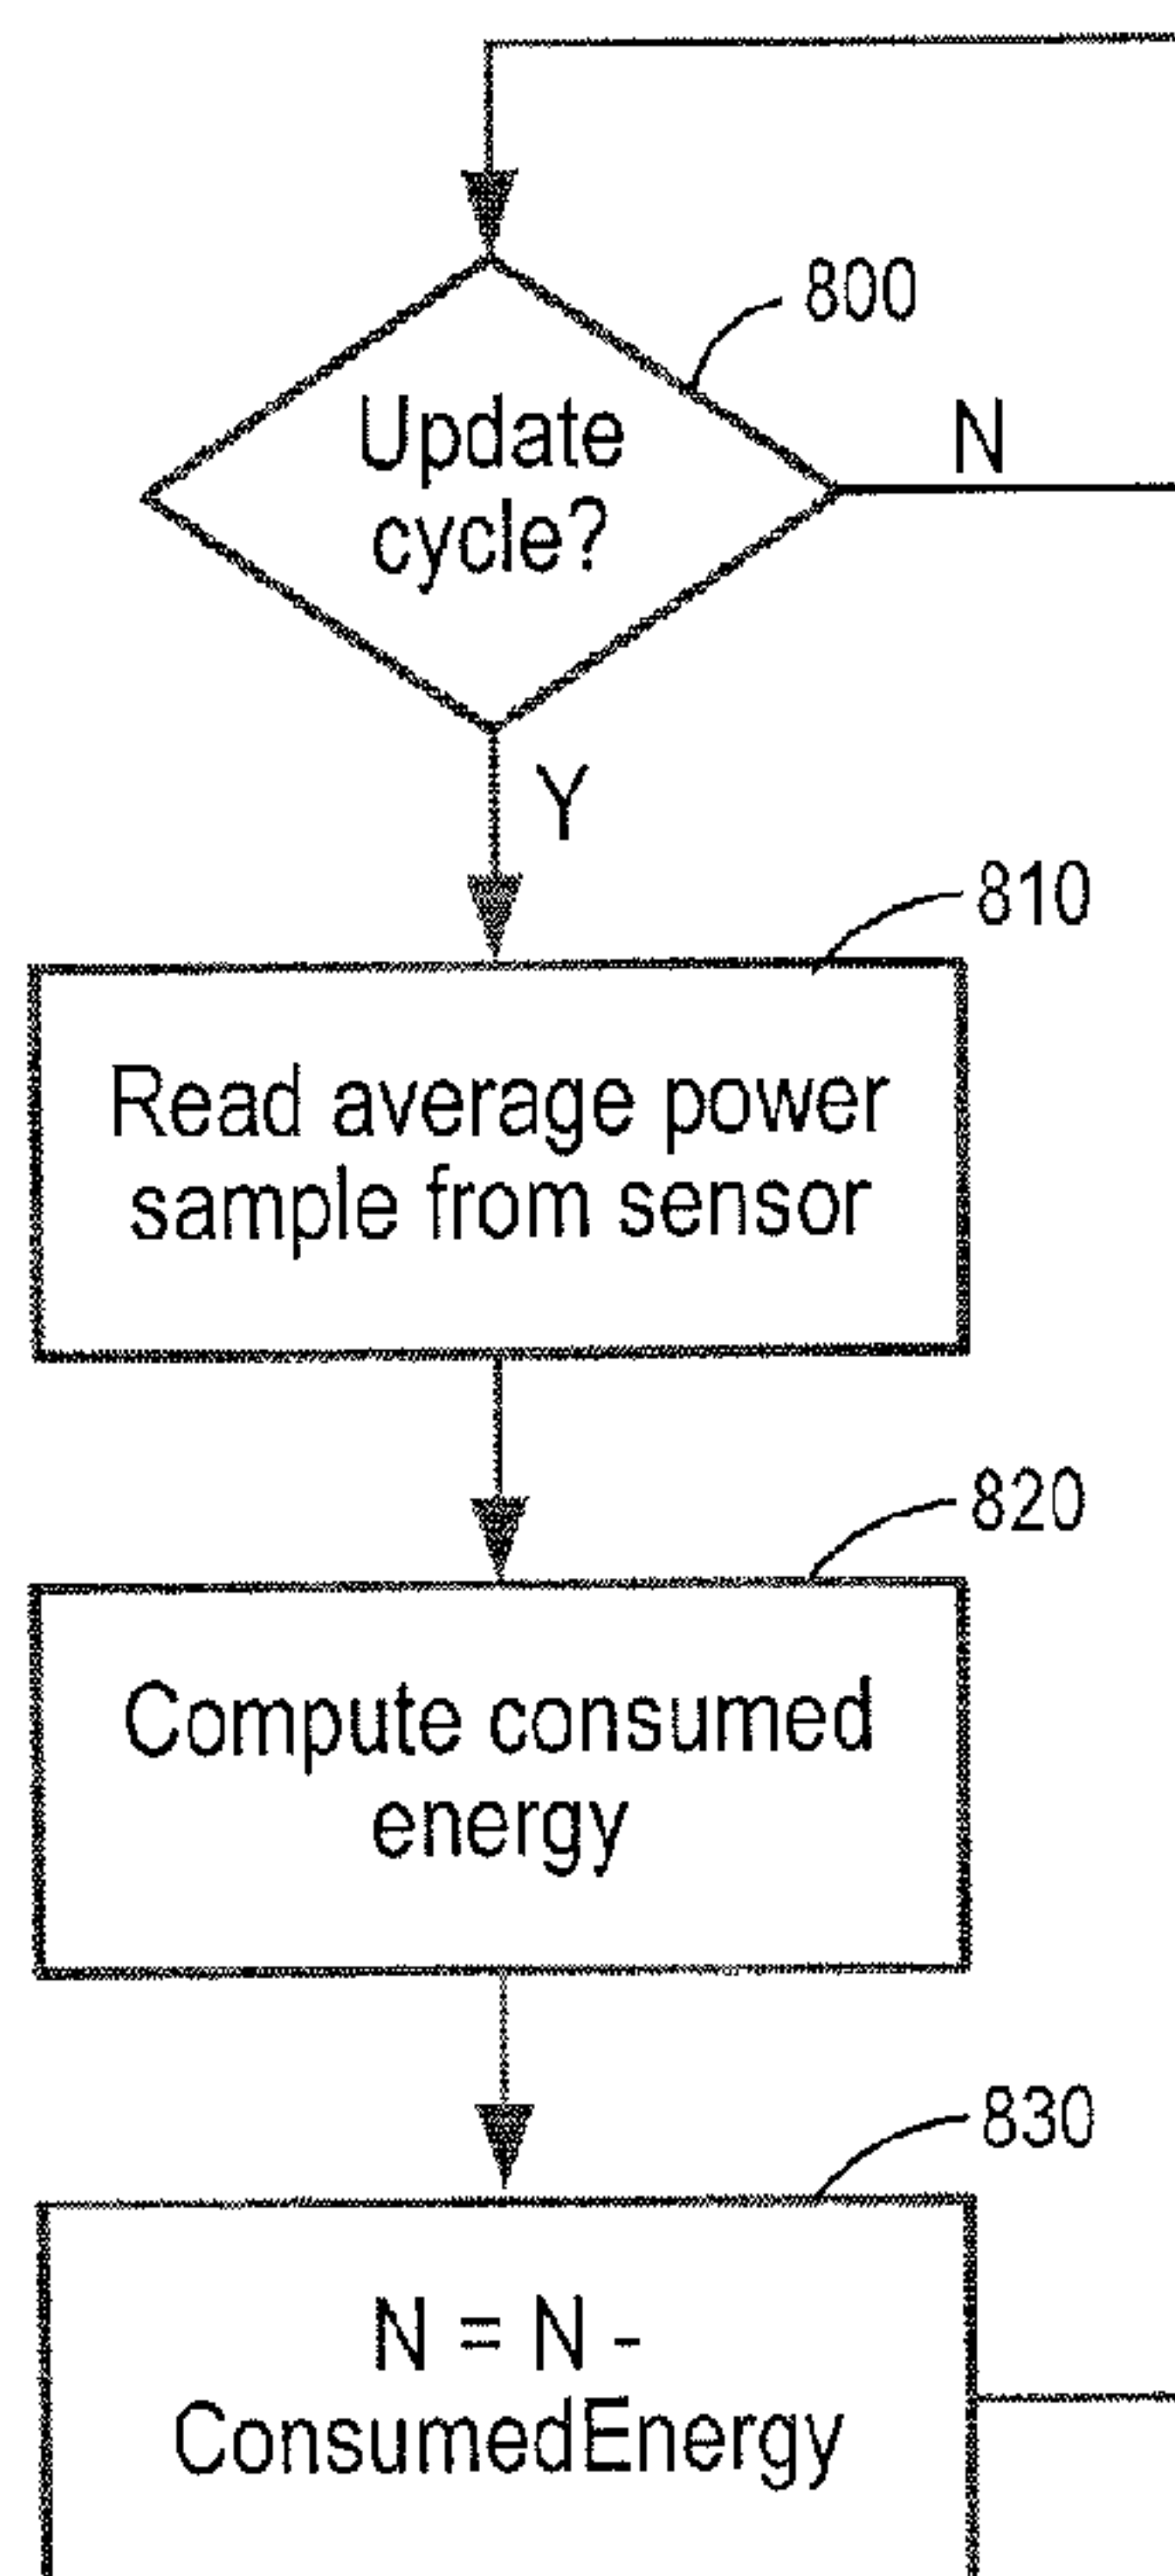 800
Update
cycle?
N
Y
810
Read average power
sample from sensor
820
Compute consumed
energy
830
N = N -
ConsumedEnergy